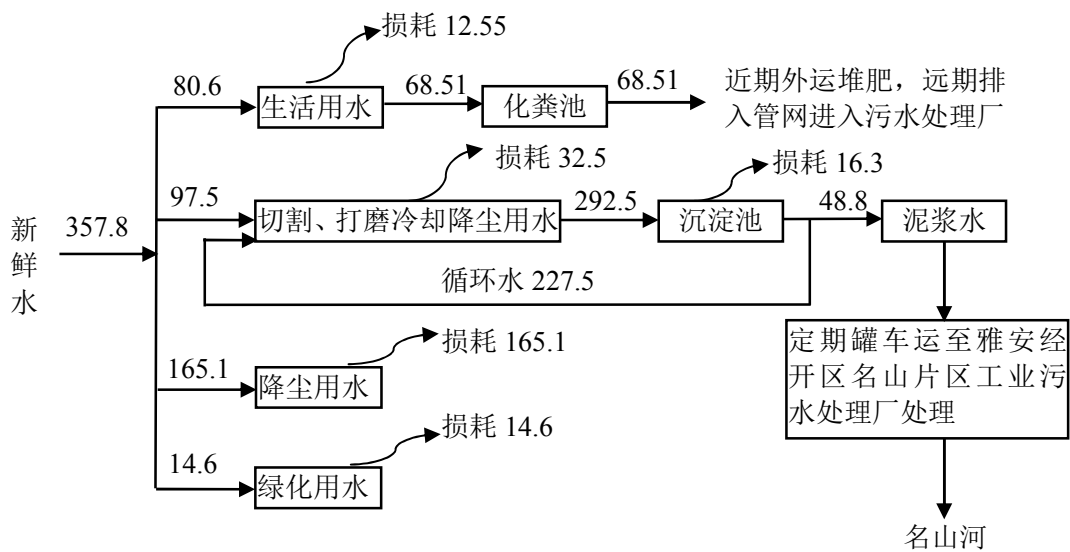 损耗 12.55
80.6
生活用水
68.51
化粪池
68.51
近期外运堆肥，远期排
入管网进入污水处理厂
损耗 32.5
损耗 16.3
97.5
切割、打磨冷却降尘用水
292.5
沉淀池
48.8
泥浆水
新
鲜
水
357.8
循环水 227.5
定期罐车运至雅安经
开区名山片区工业污
水处理厂处理
损耗 165.1
165.1
降尘用水
损耗 14.6
14.6
绿化用水
名山河